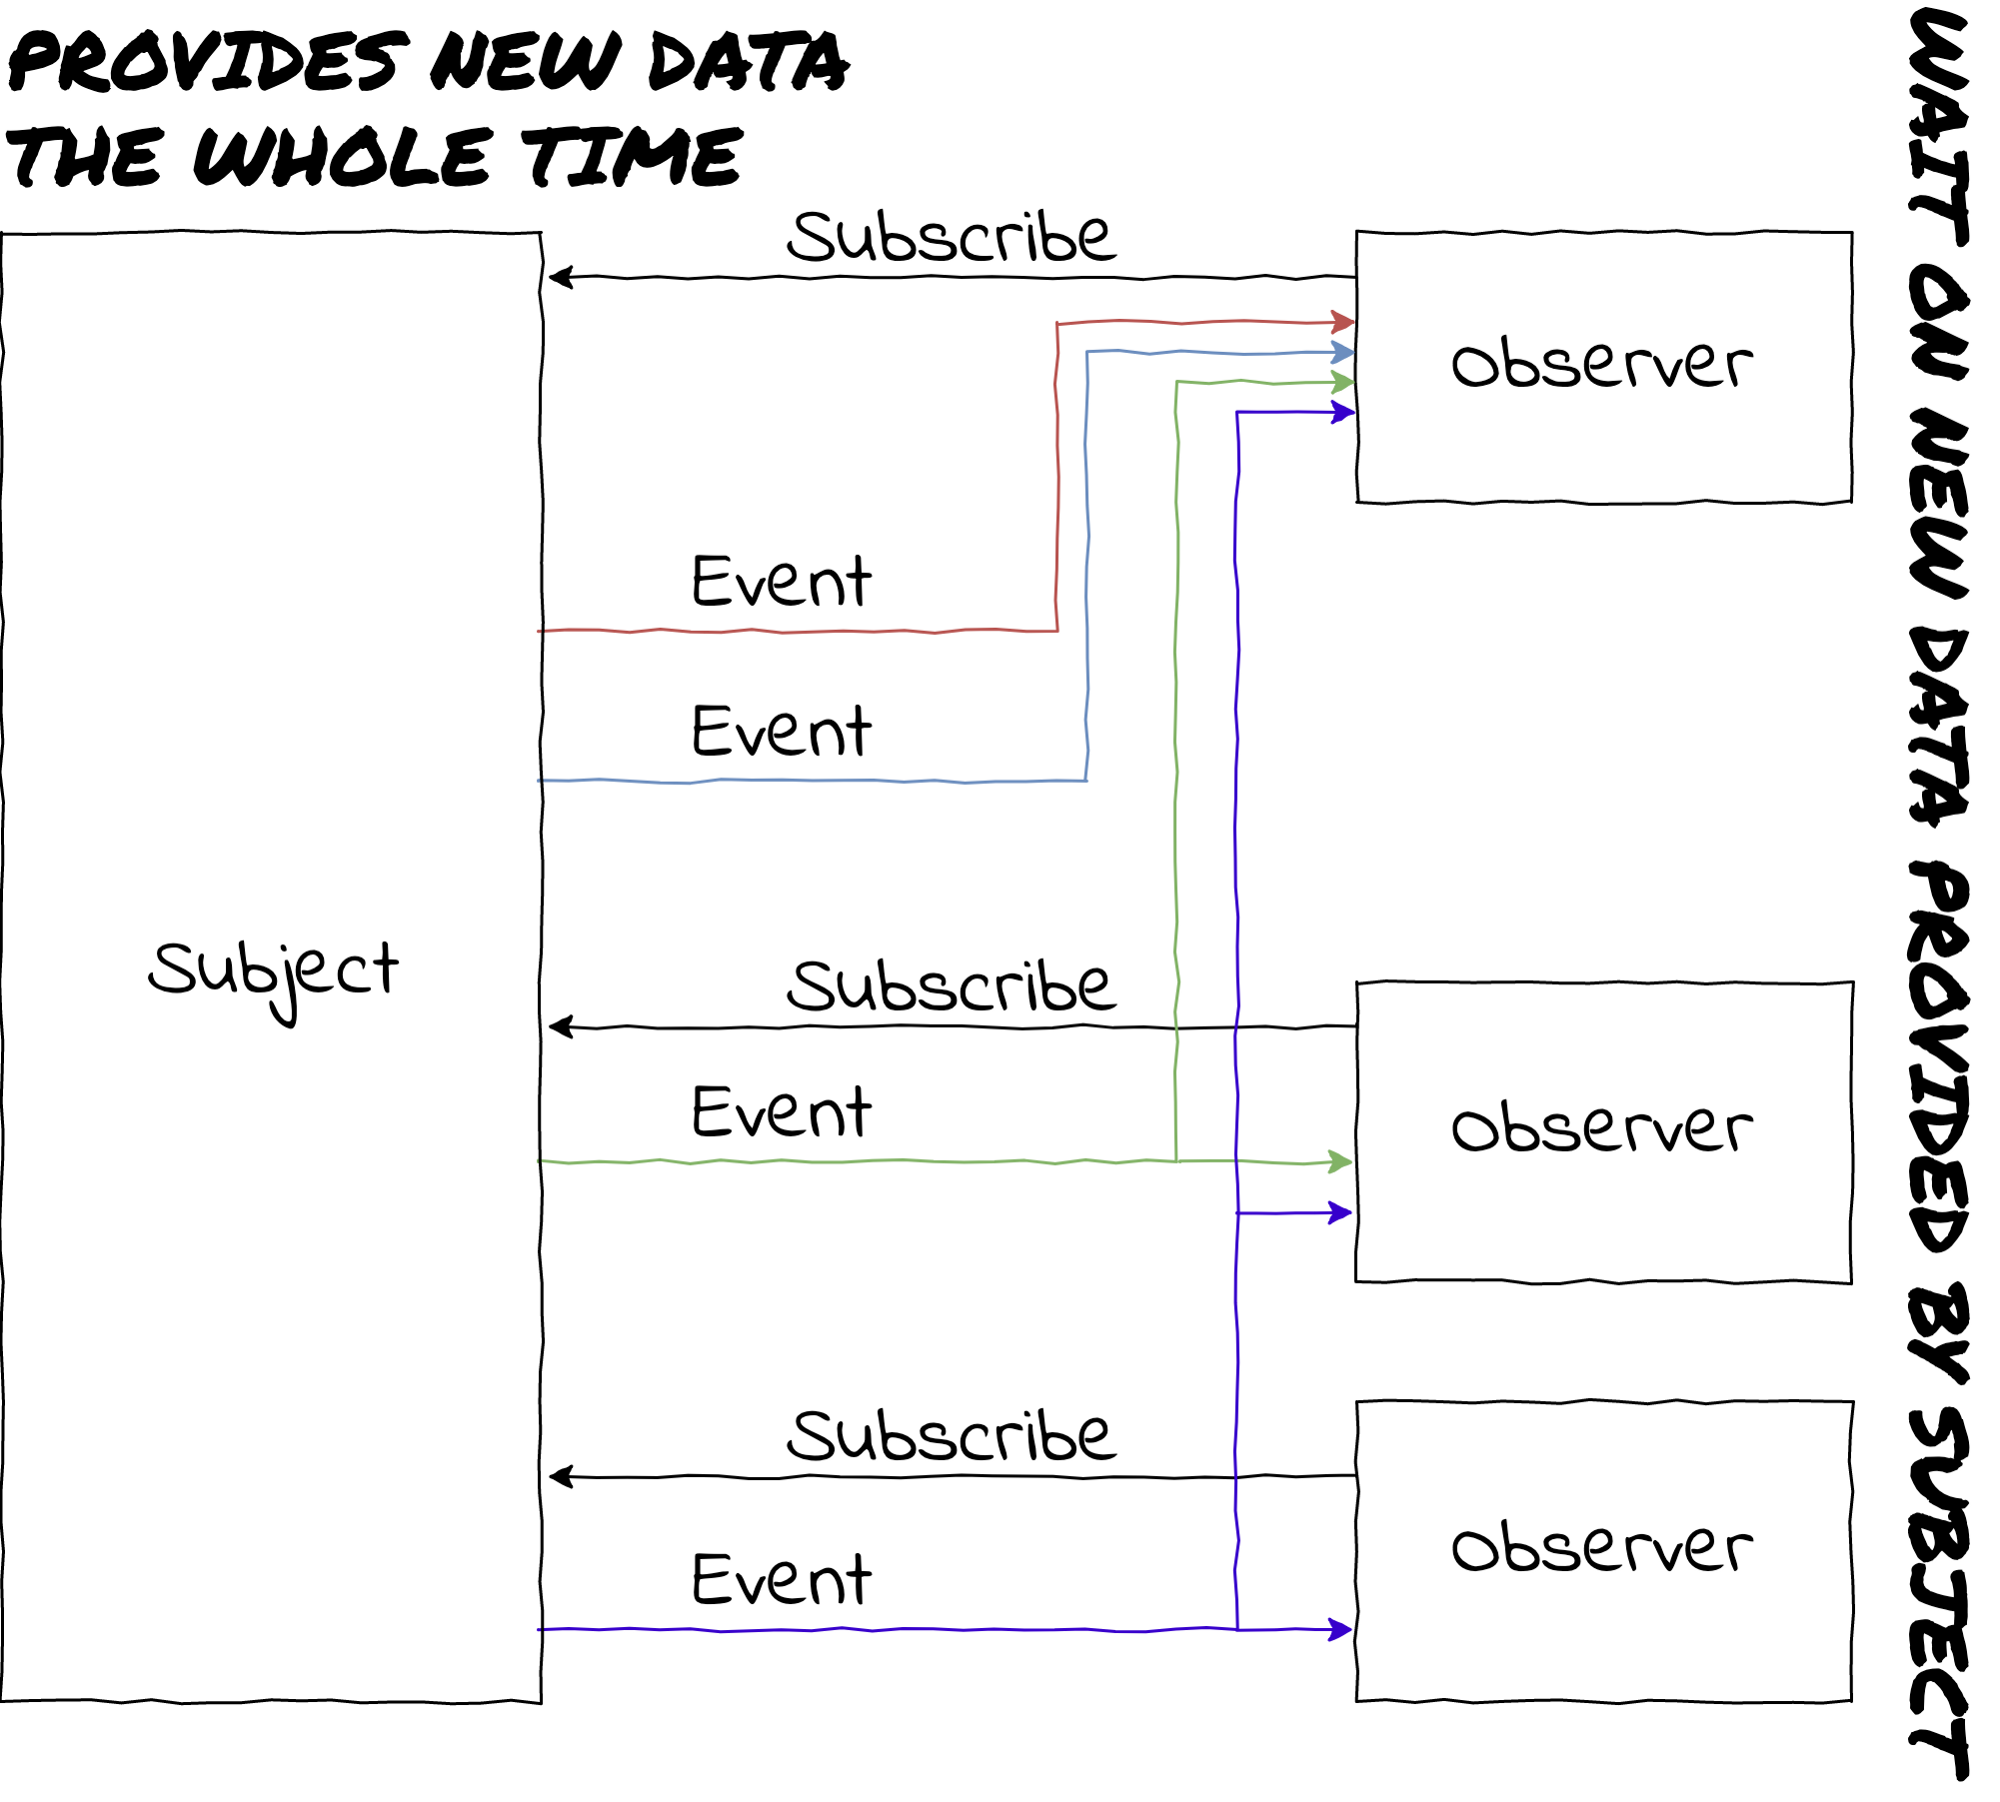 PROVIDES NEW DATA
THE WHOLE TIME
Subscribe
Observer
Event
Event
Subject
Subscribe
Event
Observer
Subscribe
Observer
Event
WAIT ON NEW DATA PROVIDED BY SUBJECT